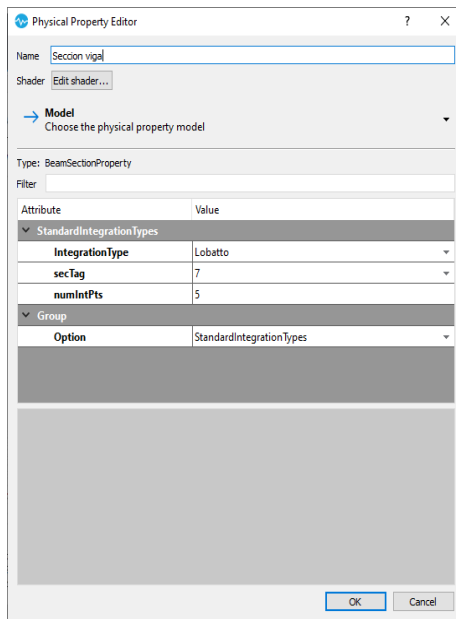 Physical Property Editor ?
Name Seccion viga
Shader Edit shader...
Model
Choose the physical property model
Type: BeamSectionProperty
Filter
Attribute Value
StandardIntegrationTypes
IntegrationType Lobatto
secTag 7
numIntPts 5
Group
Option StandardIntegrationTypes
OK Cancel